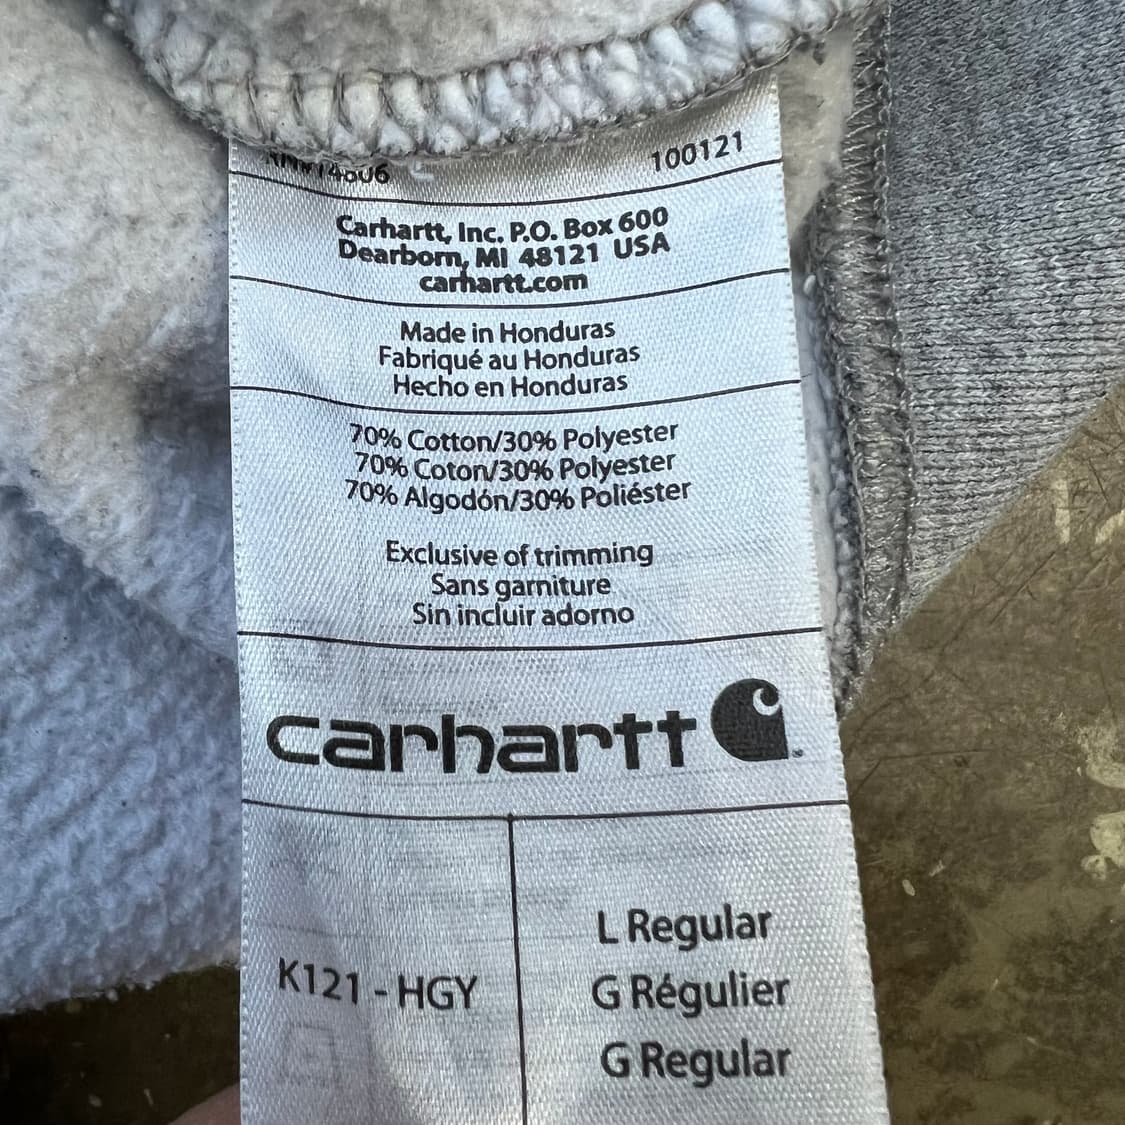 RN#14806 100121
Carhartt, Inc. P.O. Box 600
Dearborn, MI 48121 USA
carhartt.com
Made in Honduras
Fabriqué au Honduras
Hecho en Honduras
70% Cotton/30% Polyester
70% Coton/30% Polyester
70% Algodón/30% Poliéster
Exclusive of trimming
Sans garniture
Sin incluir adorno
carhartt
K121 - HGY
L Regular
G Régulier
G Regular